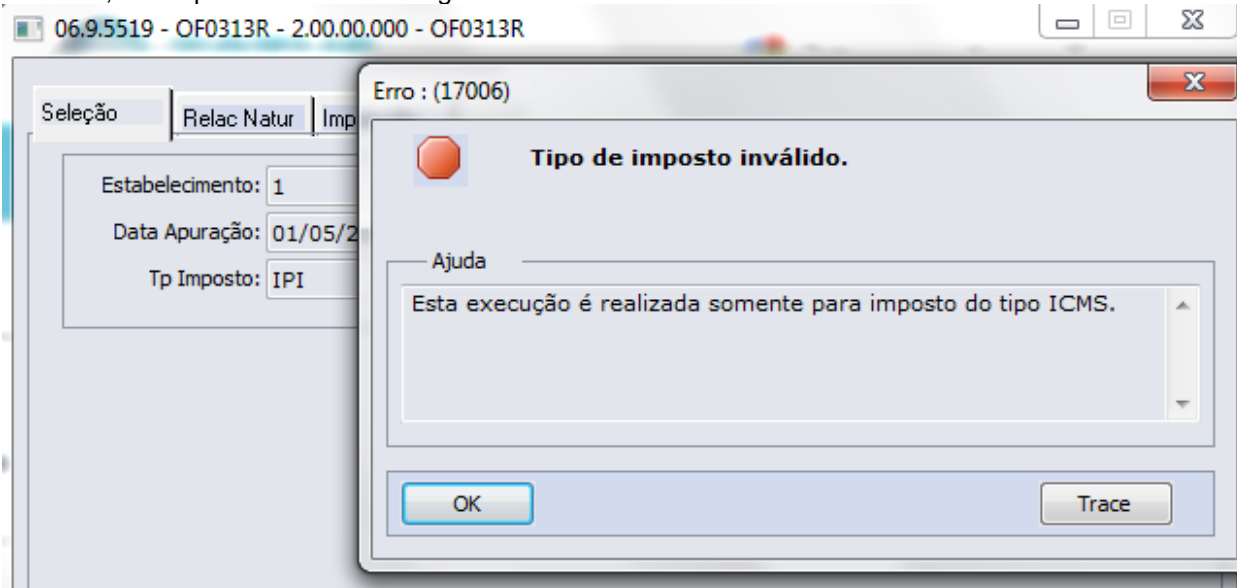 06.9.5519 - OF0313R - 2.00.00.000 - OF0313R
Erro : (17006)
Seleção
Relac Natur
Imp
Tipo de imposto inválido.
Estabelecimento: 1
Data Apuração: 01/05/2
Tp Imposto: IPI
Ajuda
Esta execução é realizada somente para imposto do tipo ICMS.
OK
Trace